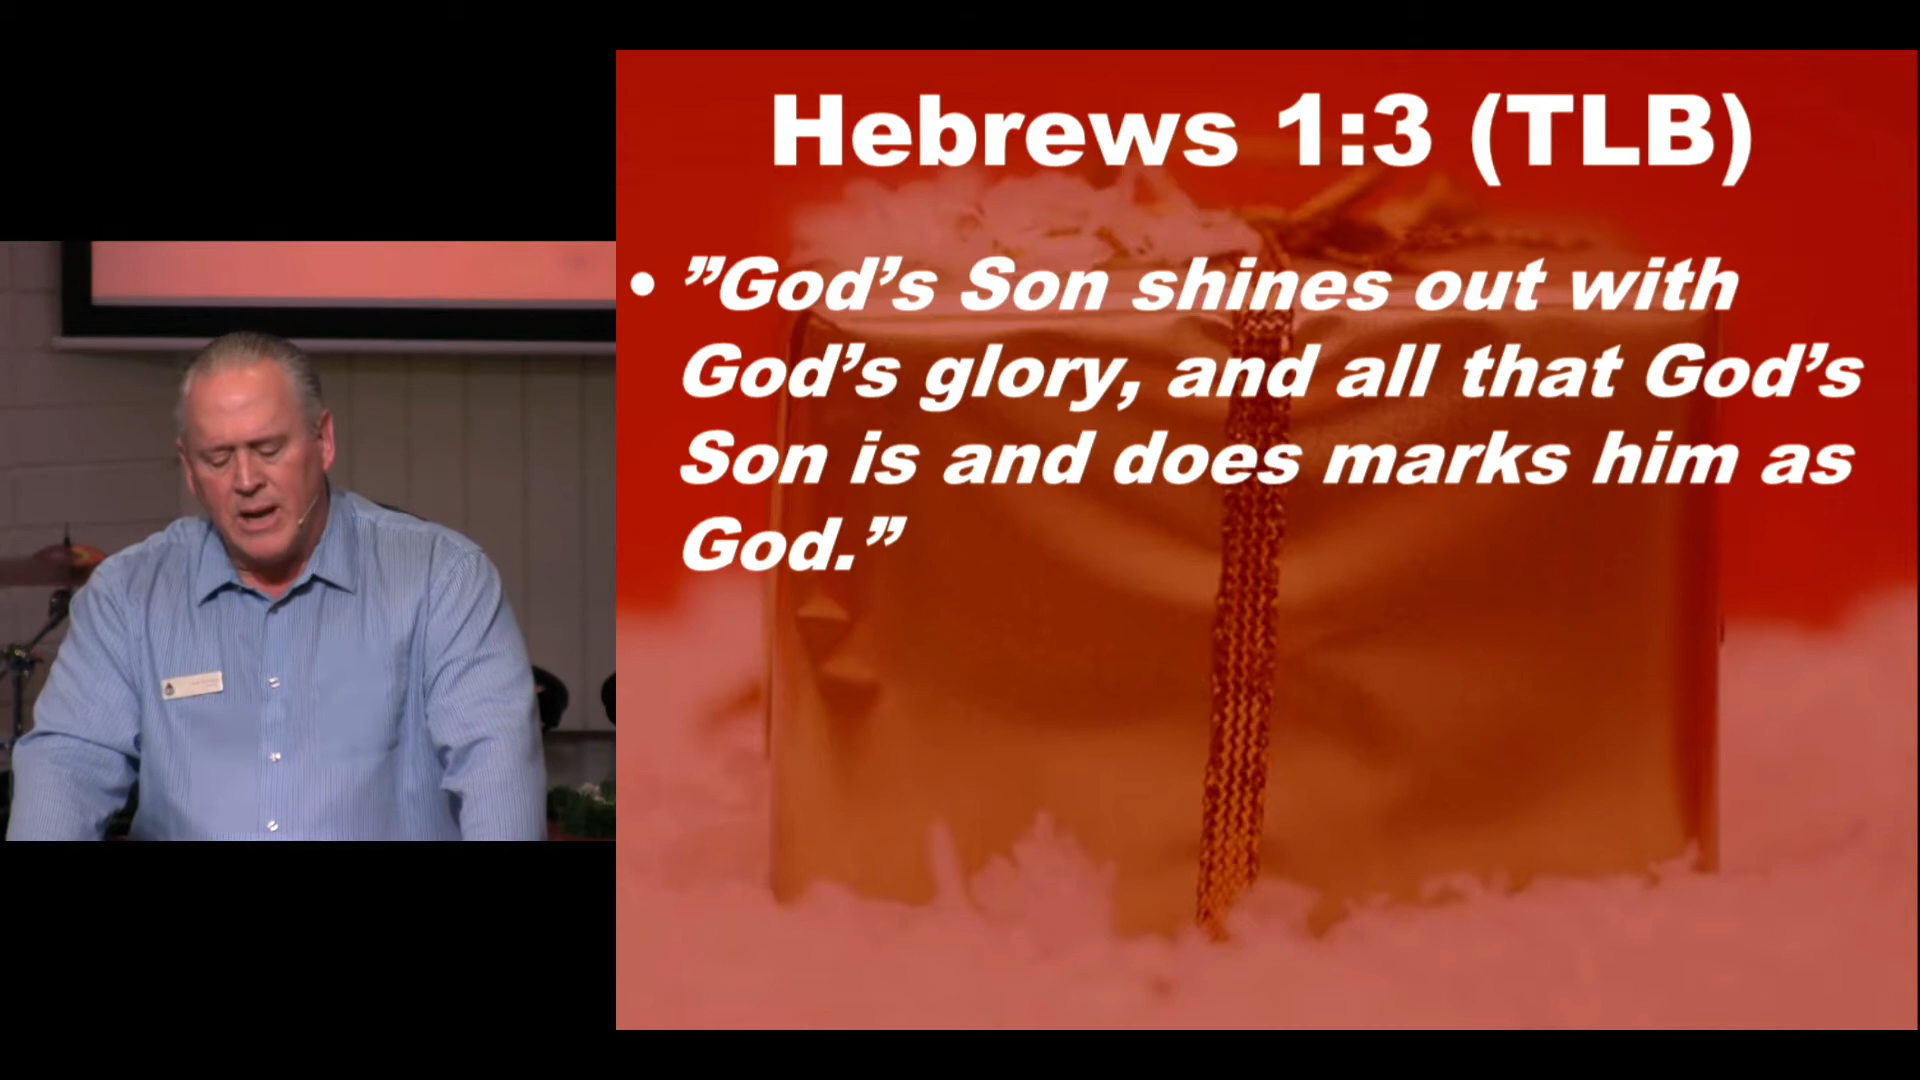 Hebrews 1:3 (TLB)
• ”God’s Son shines out with
God’s glory, and all that God’s
Son is and does marks him as
God.”